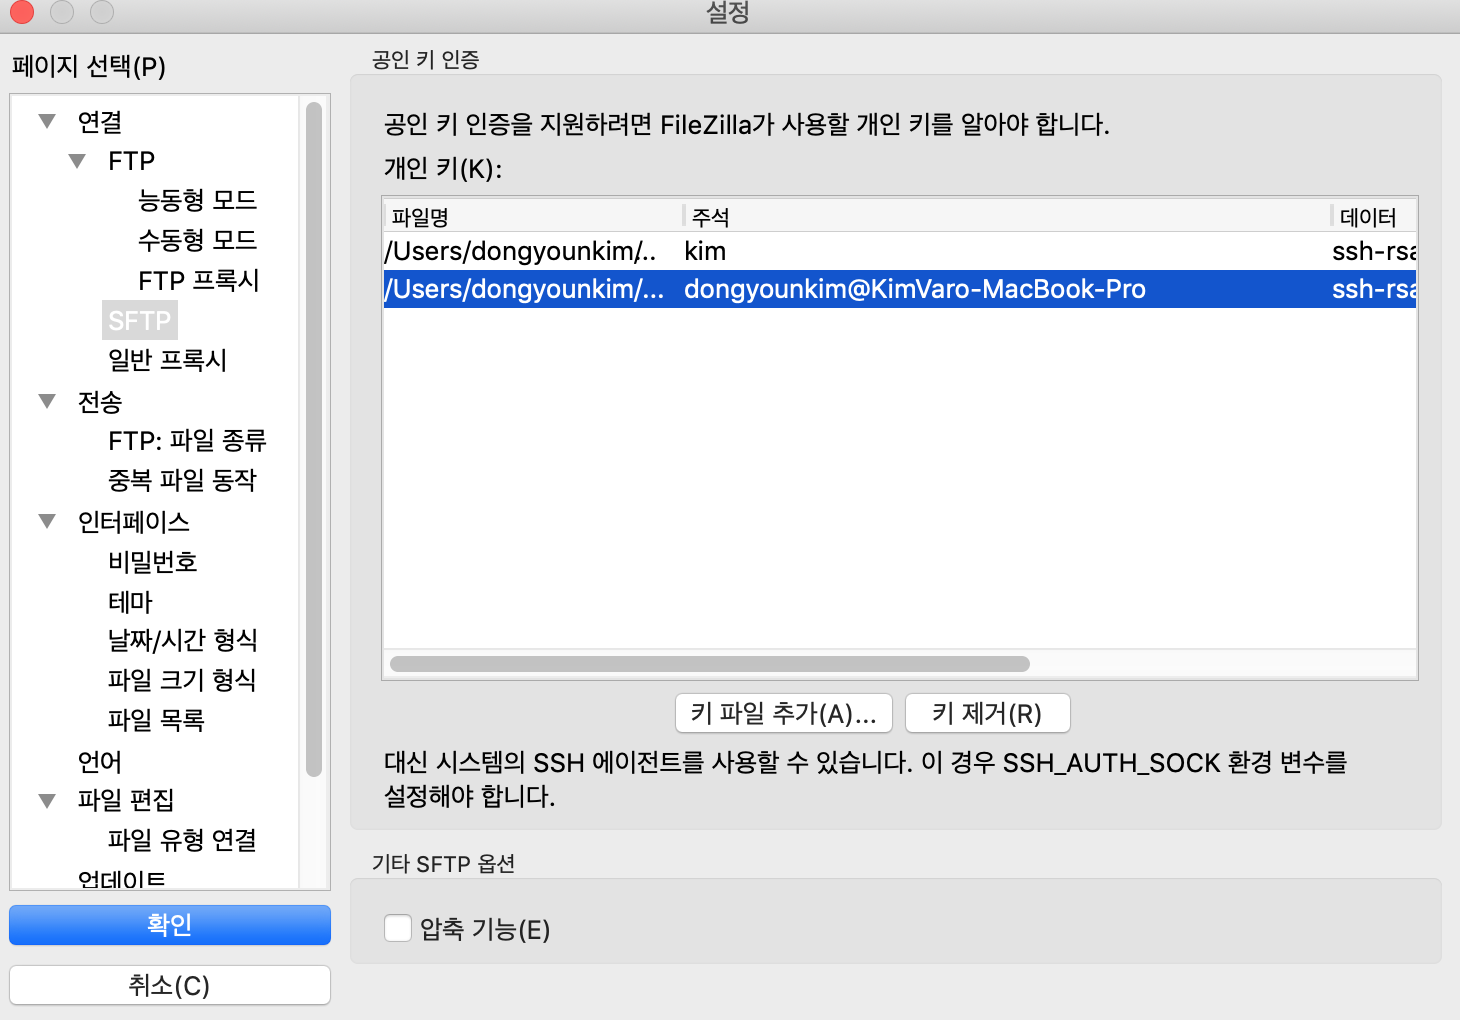 설정
페이지 선택(P)
연결
FTP
능동형 모드
수동형 모드
FTP 프록시
SFTP
일반 프록시
전송
FTP: 파일 종류
중복 파일 동작
인터페이스
비밀번호
테마
날짜/시간 형식
파일 크기 형식
파일 목록
언어
파일 편집
파일 유형 연결
업데이트
확인
취소(C)
공인 키 인증
공인 키 인증을 지원하려면 FileZilla가 사용할 개인 키를 알아야 합니다.
개인 키(K):
파일명 주석 데이터
/Users/dongyounkim/... kim ssh-rsa
/Users/dongyounkim/... dongyounkim@KimVaro-MacBook-Pro ssh-rsa
키 파일 추가(A)... 키 제거(R)
대신 시스템의 SSH 에이전트를 사용할 수 있습니다. 이 경우 SSH_AUTH_SOCK 환경 변수를
설정해야 합니다.
기타 SFTP 옵션
압축 기능(E)